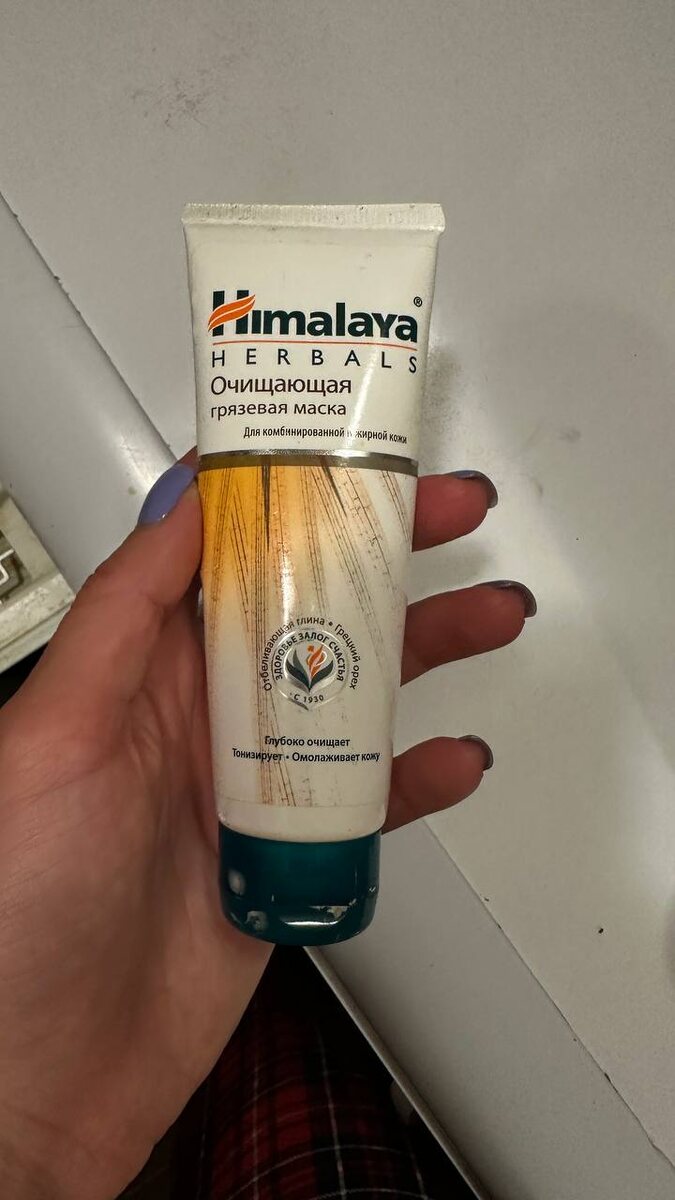 Himalaya®
HERBALS
Очищающая
грязевая маска
Для комбинированной и жирной кожи
Отбеливающая глина • Грецкий орех
ЗДОРОВЬЕ ЗАЛОГ СЧАСТЬЯ
С 1930
Глубоко очищает
Тонизирует • Омолаживает кожу